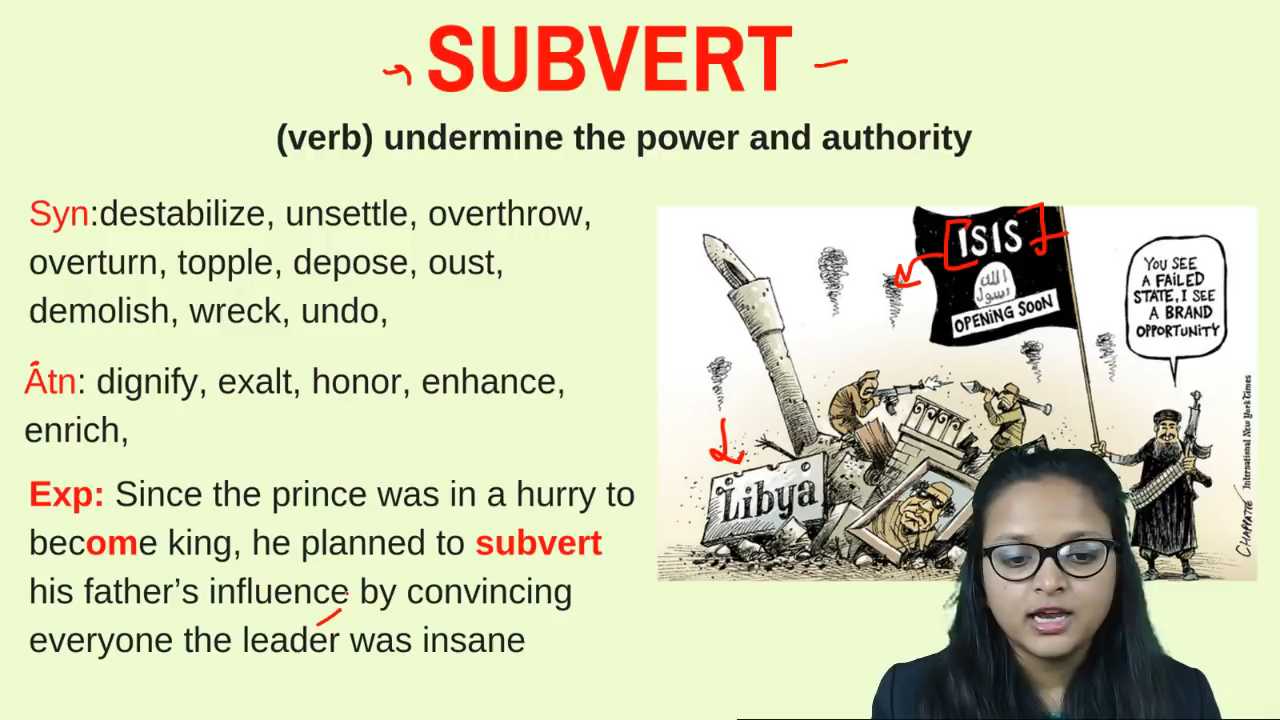 SUBVERT
(verb) undermine the power and authority
Syn:destabilize, unsettle, overthrow,
overturn, topple, depose, oust,
demolish, wreck, undo,
Atn: dignify, exalt, honor, enhance,
enrich,
Exp: Since the prince was in a hurry to
become king, he planned to subvert
his father’s influence by convincing
everyone the leader was insane
ISIS
الله
رسول
OPENING SOON
YOU SEE
A FAILED
STATE, I SEE
A BRAND
OPPORTUNITY
Libya
CHAPPATTE International New York Times